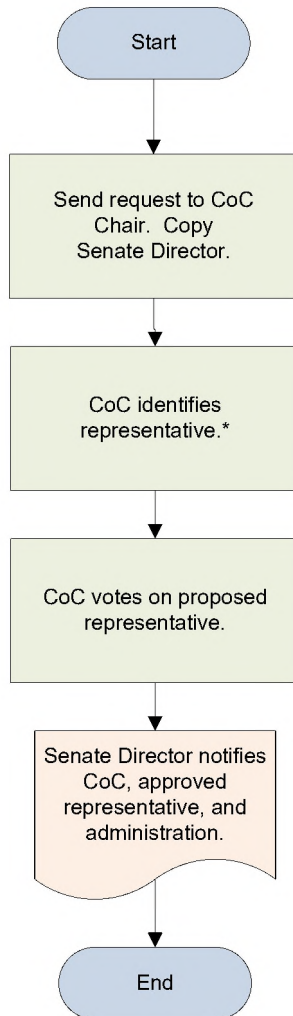 Start
Send request to CoC
Chair.  Copy
Senate Director.
CoC identifies
representative.*
CoC votes on proposed
representative.
Senate Director notifies
CoC, approved
representative, and
administration.
End